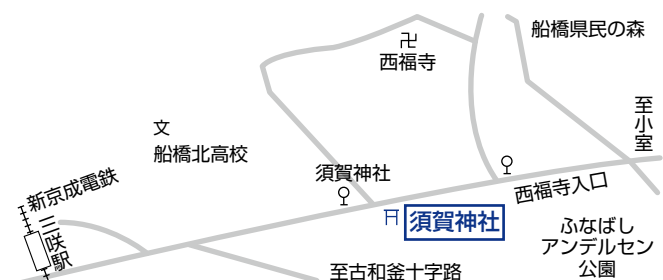 船橋県民の森
卍
西福寺
至小室
文
船橋北高校
須賀神社
新京成電鉄
西福寺入口
須賀神社
三咲駅
ふなばし
アンデルセン
公園
至古和釜十字路